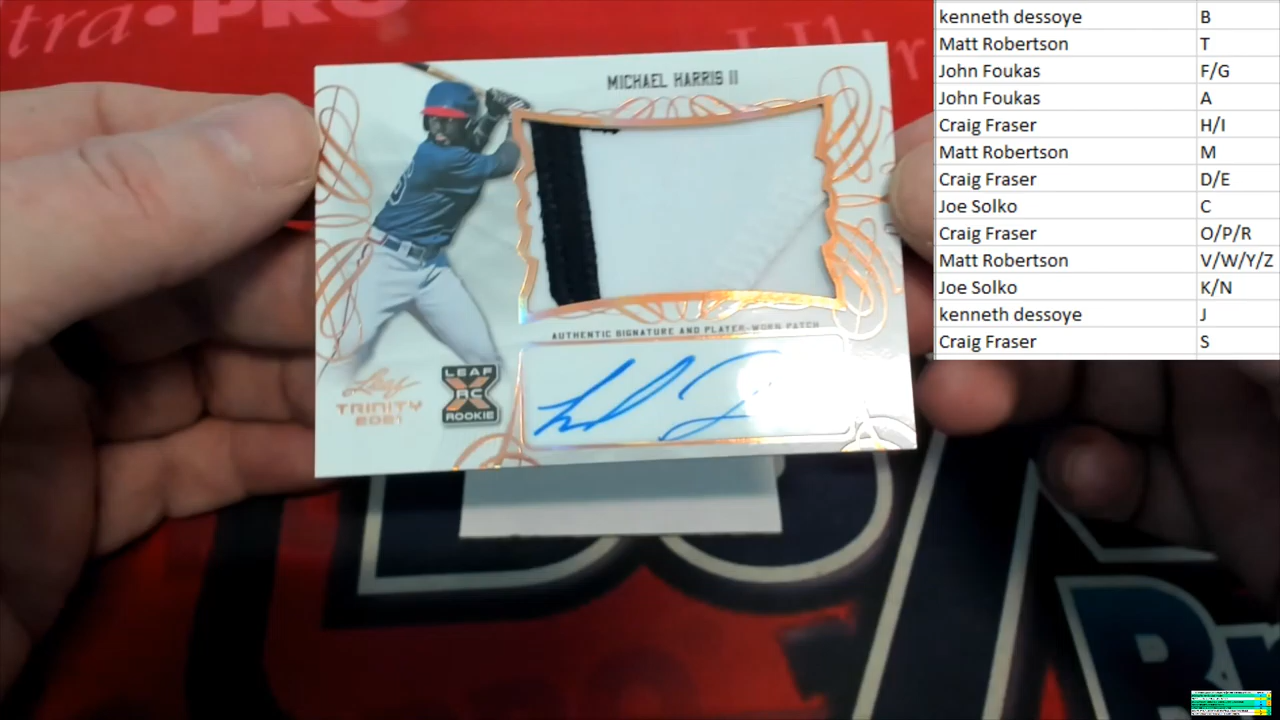 tra•PRO
Ultr
MICHAEL HARRIS II
AUTHENTIC SIGNATURE AND PLAYER-WORN PATCH
Leaf
TRINITY
2021
LEAF
X
RC
ROOKIE
kenneth dessoye B
Matt Robertson T
John Foukas F/G
John Foukas A
Craig Fraser H/I
Matt Robertson M
Craig Fraser D/E
Joe Solko C
Craig Fraser O/P/R
Matt Robertson V/W/Y/Z
Joe Solko K/N
kenneth dessoye J
Craig Fraser S